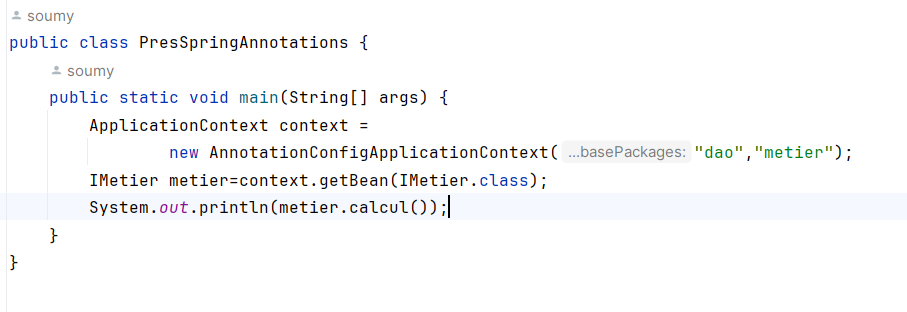 soumy
public class PresSpringAnnotations {
soumy
public static void main(String[] args) {
ApplicationContext context =
new AnnotationConfigApplicationContext( ...basePackages: "dao","metier");
IMetier metier=context.getBean(IMetier.class);
System.out.println(metier.calcul());
}
}